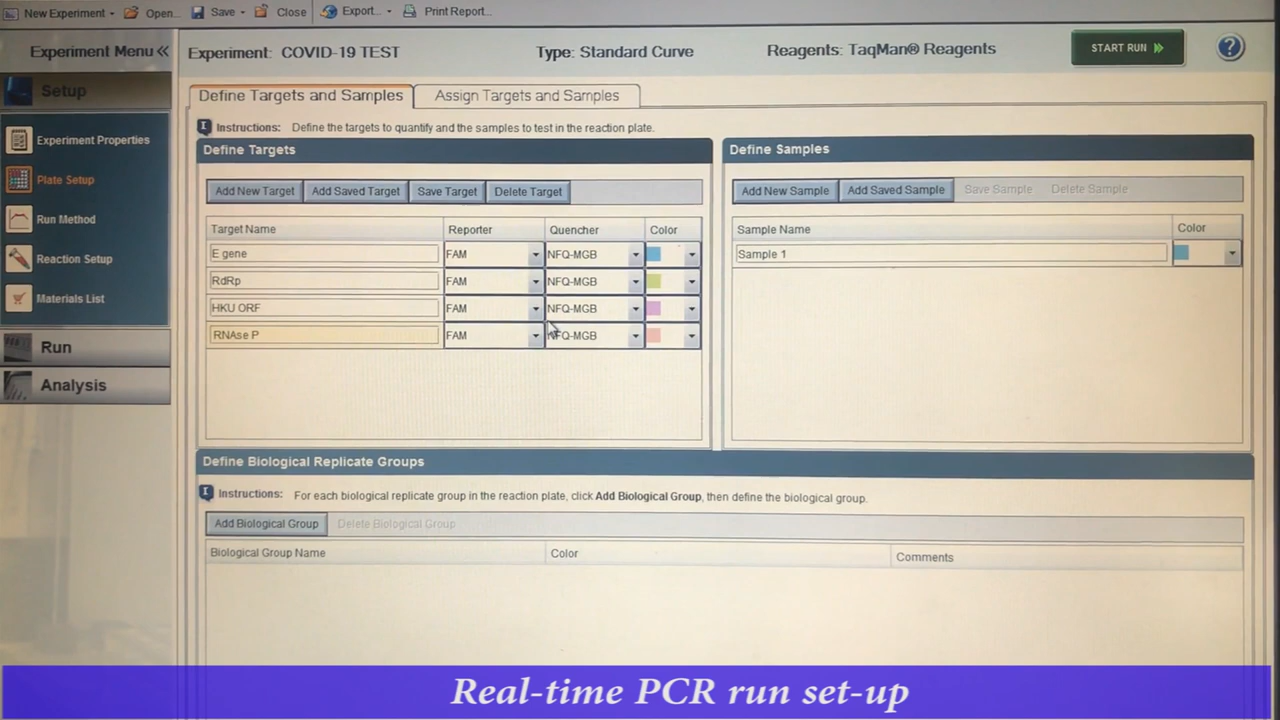 New Experiment Open... Save Close Export... Print Report...
Experiment Menu «
Experiment: COVID-19 TEST Type: Standard Curve Reagents: TaqMan® Reagents
START RUN ?
Setup
Experiment Properties
Plate Setup
Run Method
Reaction Setup
Materials List
Run
Analysis
Define Targets and Samples Assign Targets and Samples
Instructions: Define the targets to quantify and the samples to test in the reaction plate.
Define Targets
Add New Target Add Saved Target Save Target Delete Target
Target Name Reporter Quencher Color
E gene FAM NFQ-MGB
RdRp FAM NFQ-MGB
HKU ORF FAM NFQ-MGB
RNAse P FAM NFQ-MGB
Define Samples
Add New Sample Add Saved Sample Save Sample Delete Sample
Sample Name Color
Sample 1
Define Biological Replicate Groups
Instructions: For each biological replicate group in the reaction plate, click Add Biological Group, then define the biological group.
Add Biological Group Delete Biological Group
Biological Group Name Color Comments
Real-time PCR run set-up